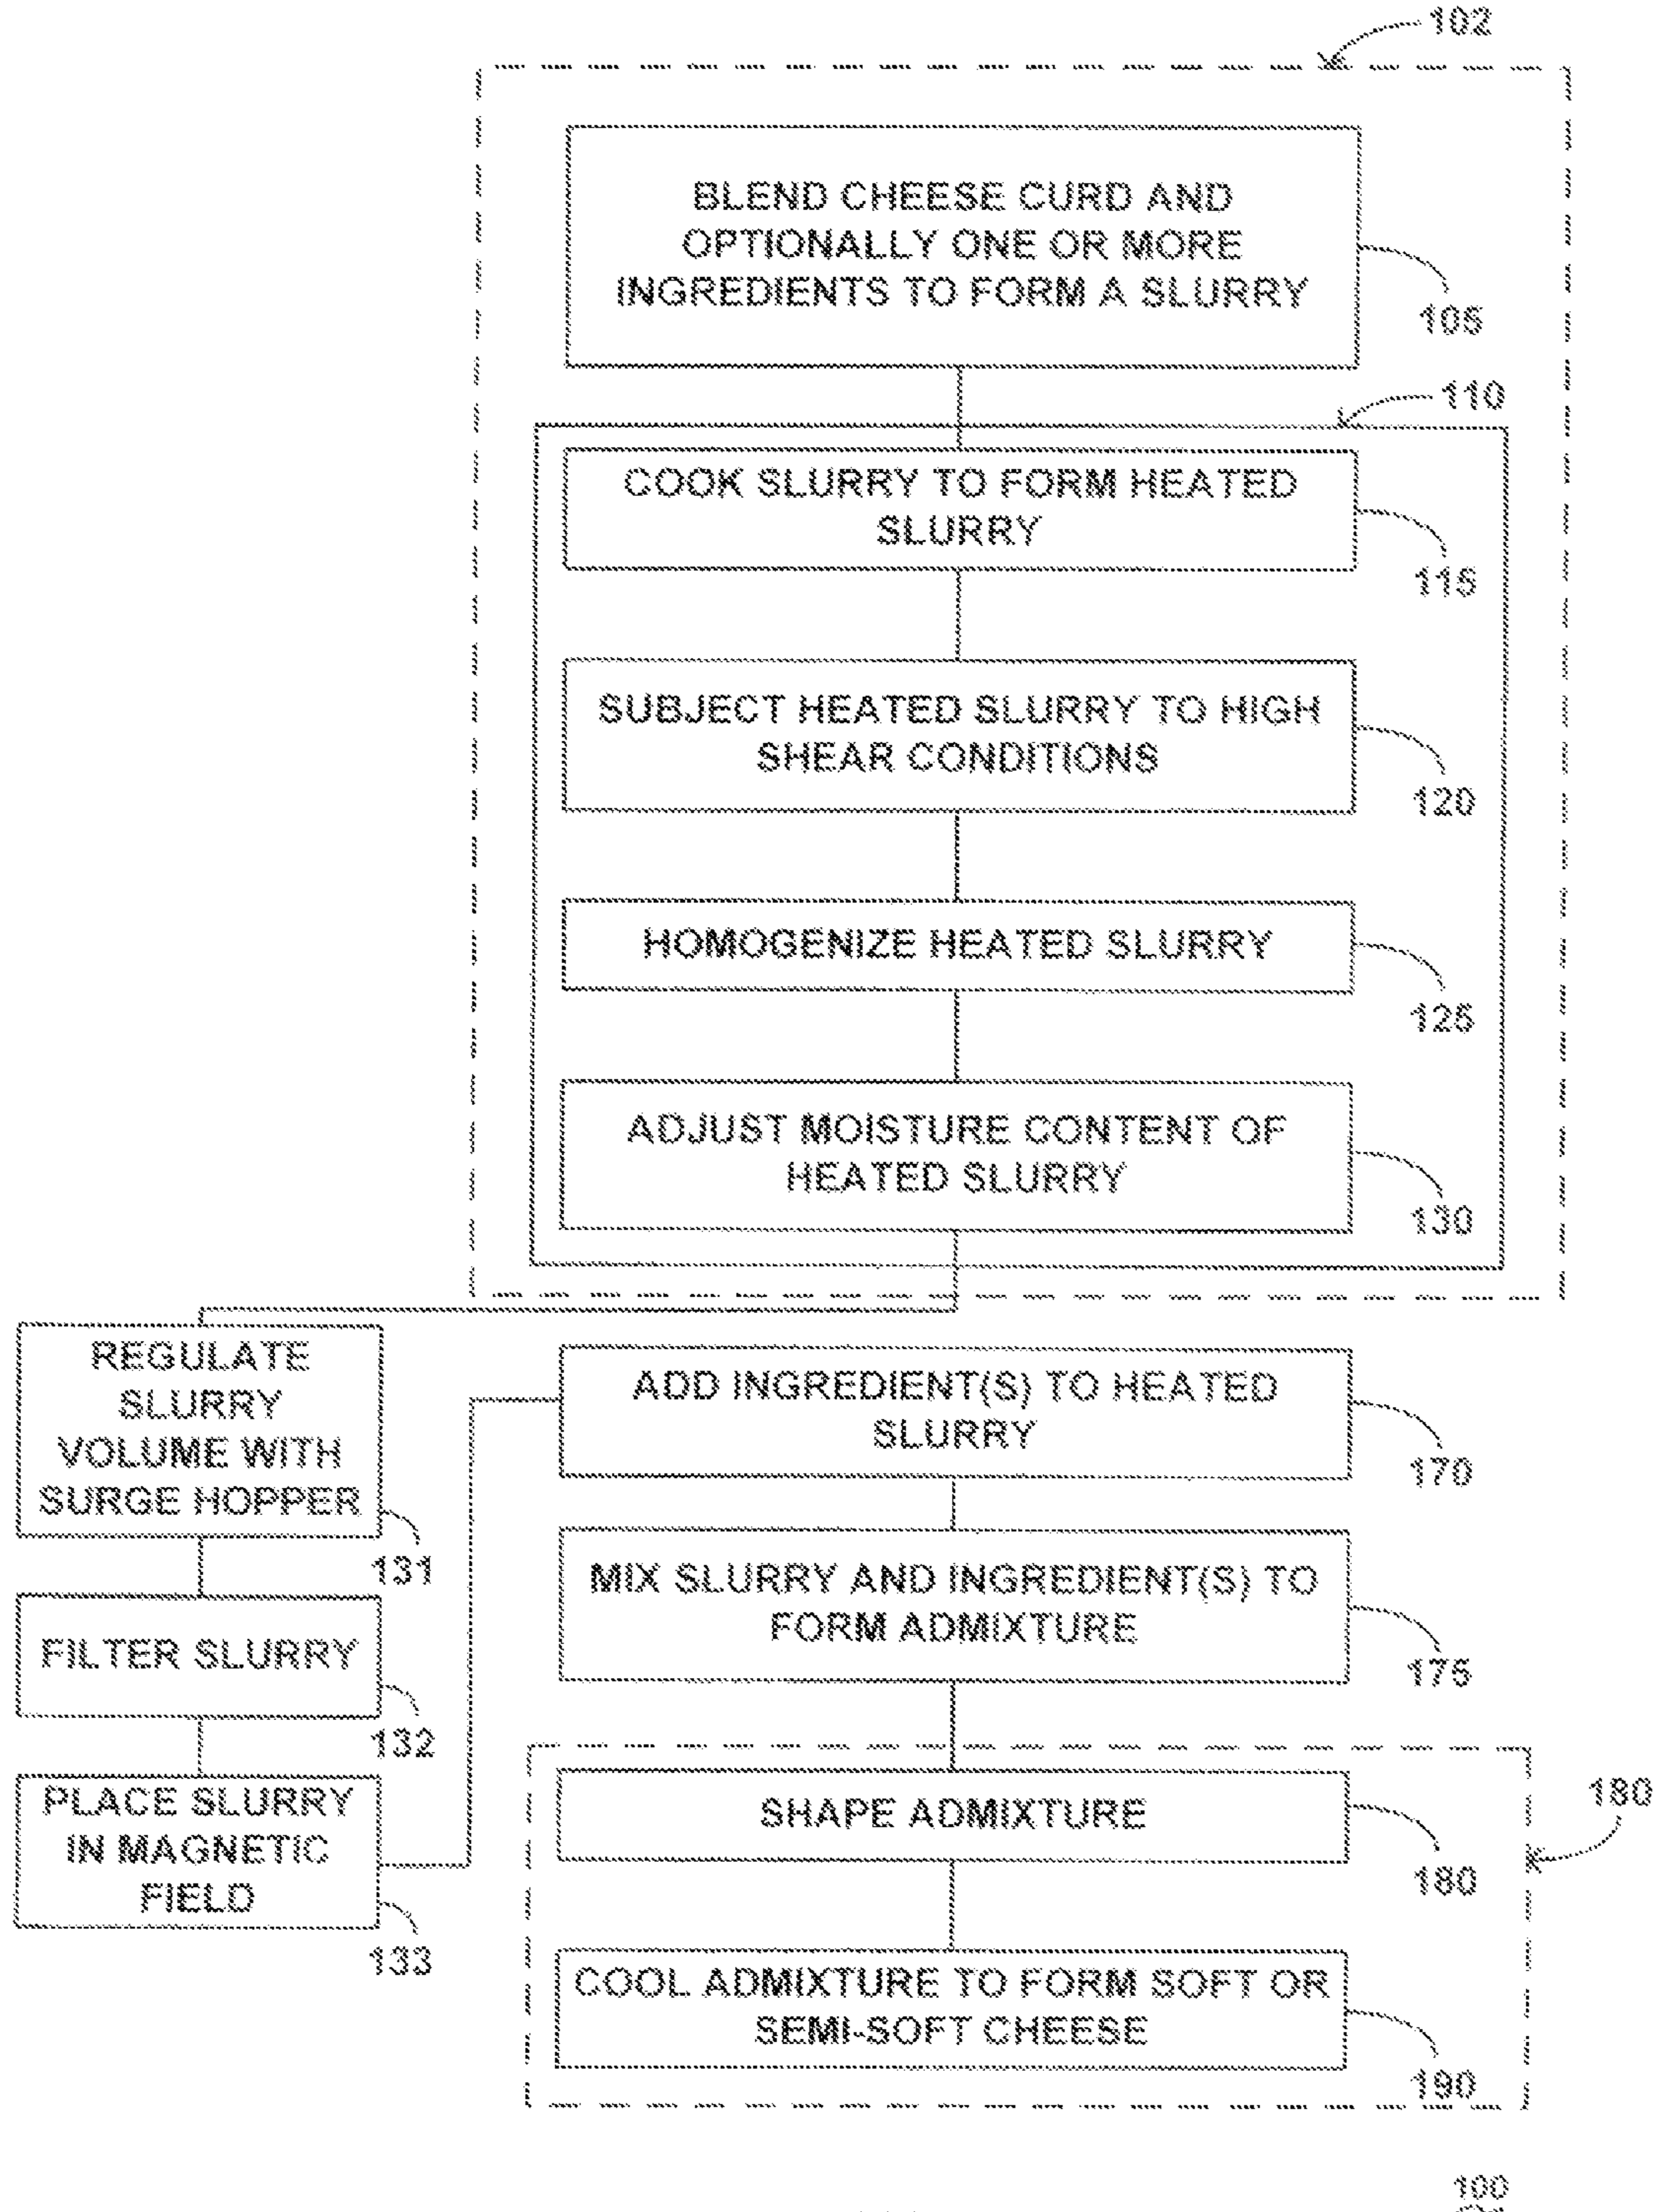 102
BLEND CHEESE CURD AND
OPTIONALLY ONE OR MORE
INGREDIENTS TO FORM A SLURRY
105
110
COOK SLURRY TO FORM HEATED
SLURRY
115
SUBJECT HEATED SLURRY TO HIGH
SHEAR CONDITIONS
120
HOMOGENIZE HEATED SLURRY
125
ADJUST MOISTURE CONTENT OF
HEATED SLURRY
130
REGULATE
SLURRY
VOLUME WITH
SURGE HOPPER
131
FILTER SLURRY
132
PLACE SLURRY
IN MAGNETIC
FIELD
133
ADD INGREDIENT(S) TO HEATED
SLURRY
170
MIX SLURRY AND INGREDIENT(S) TO
FORM ADMIXTURE
175
180
SHAPE ADMIXTURE
180
COOL ADMIXTURE TO FORM SOFT OR
SEMI-SOFT CHEESE
190
100